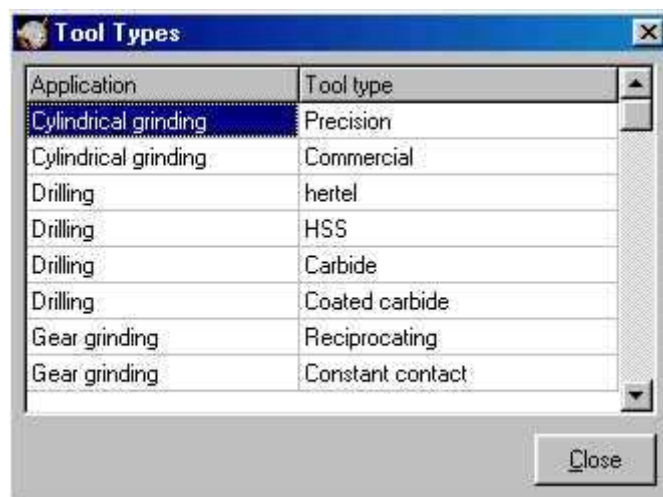 Tool Types
Application Tool type
Cylindrical grinding Precision
Cylindrical grinding Commercial
Drilling hertel
Drilling HSS
Drilling Carbide
Drilling Coated carbide
Gear grinding Reciprocating
Gear grinding Constant contact
Close